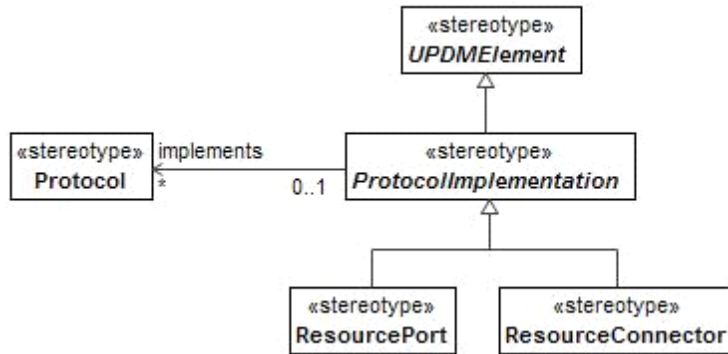 «stereotype»
UPDMElement
«stereotype»
Protocol
implements
*
0..1
«stereotype»
ProtocolImplementation
«stereotype»
ResourcePort
«stereotype»
ResourceConnector